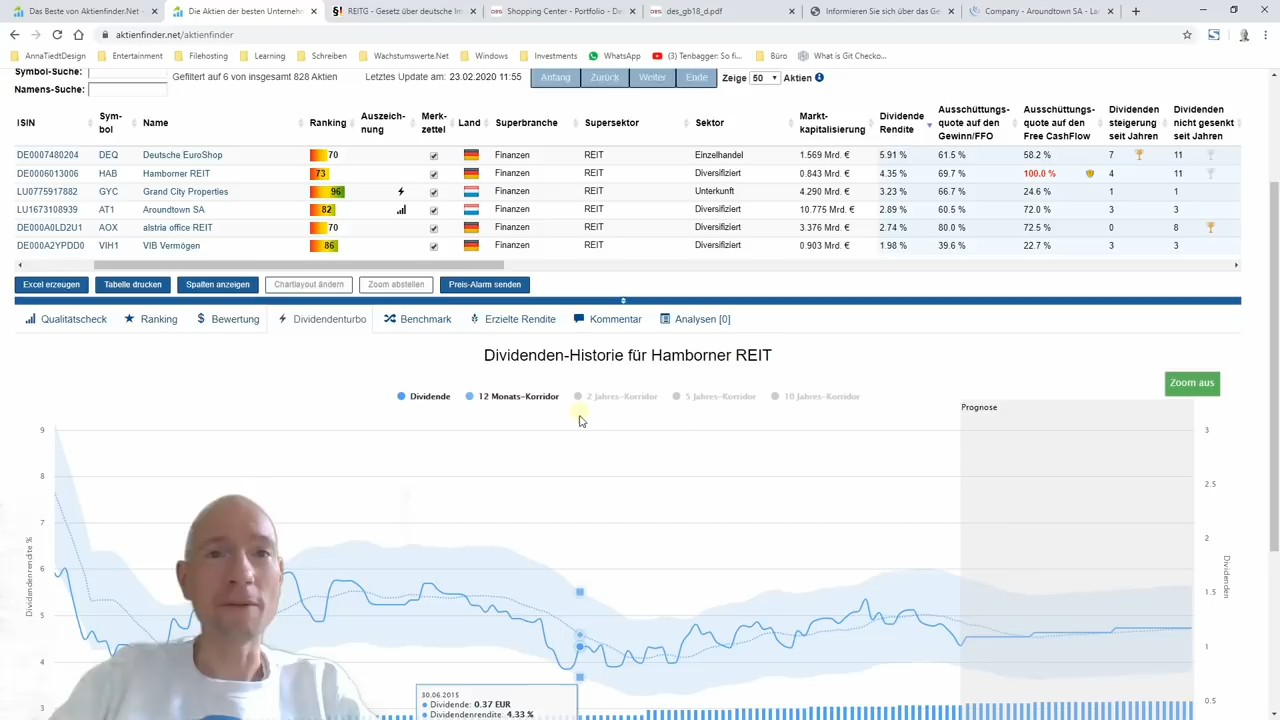 Das Beste von Aktienfinder.Net -
Die Aktien der besten Unternehm
REITG - Gesetz über deutsche Im
Shopping Center - Portfolio - De
des_gb18_d.pdf
Informieren Sie sich über das Ge
Company - Aroundtown SA - La
aktienfinder.net/aktienfinder
AnnaTiedtDesign
Entertainment
Filehosting
Learning
Schreiben
Wachstumswerte.Net
Windows
Investments
WhatsApp
(3) Tenbagger: So fi...
Büro
What is Git Checko...
Symbol-Suche:
Gefiltert auf 6 von insgesamt 828 Aktien
Letztes Update am: 23.02.2020 11:55
Anfang
Zurück
Weiter
Ende
Zeige 50 Aktien
Namens-Suche:
ISIN
Sym-
bol
Name
Ranking
Auszeich-
nung
Merk-
zettel
Land
Superbranche
Supersektor
Sektor
Markt-
kapitalisierung
Dividende
Rendite
Ausschüttungs-
quote auf den
Gewinn/FFO
Ausschüttungs-
quote auf den
Free CashFlow
Dividenden
steigerung
seit Jahren
Dividenden
nicht gesenkt
seit Jahren
DE0007480204 DEQ Deutsche EuroShop 70 Finanzen REIT Einzelhandel 1.569 Mrd. € 5.91 % 61.5 % 58.2 % 7 11
DE0006013006 HAB Hamborner REIT 73 Finanzen REIT Diversifiziert 0.843 Mrd. € 4.35 % 69.7 % 100.0 % 4 11
LU0775917882 GYC Grand City Properties 96 Finanzen REIT Unterkunft 4.290 Mrd. € 3.23 % 66.7 % 24.6 % 1 1
LU1673108939 AT1 Aroundtown SA 82 Finanzen REIT Diversifiziert 10.775 Mrd. € 2.89 % 60.5 % 72.0 % 3 3
DE000A0LD2U1 AOX alstria office REIT 70 Finanzen REIT Diversifiziert 3.376 Mrd. € 2.74 % 80.0 % 72.5 % 0 8
DE000A2YPDD0 VIH1 VIB Vermögen 86 Finanzen REIT Diversifiziert 0.903 Mrd. € 1.98 % 39.6 % 22.7 % 3 3
Excel erzeugen
Tabelle drucken
Spalten anzeigen
Chartlayout ändern
Zoom abstellen
Preis-Alarm senden
Qualitätscheck
Ranking
Bewertung
Dividendenturbo
Benchmark
Erzielte Rendite
Kommentar
Analysen [0]
Dividenden-Historie für Hamborner REIT
Zoom aus
Dividende
12 Monats-Korridor
2 Jahres-Korridor
5 Jahres-Korridor
10 Jahres-Korridor
Prognose
9
8
7
6
5
4
3
Dividendenrendite %
3
2.5
2
1.5
1
0.5
Dividenden
30.06.2015
Dividende: 0.37 EUR
Dividendenrendite: 4.33 %